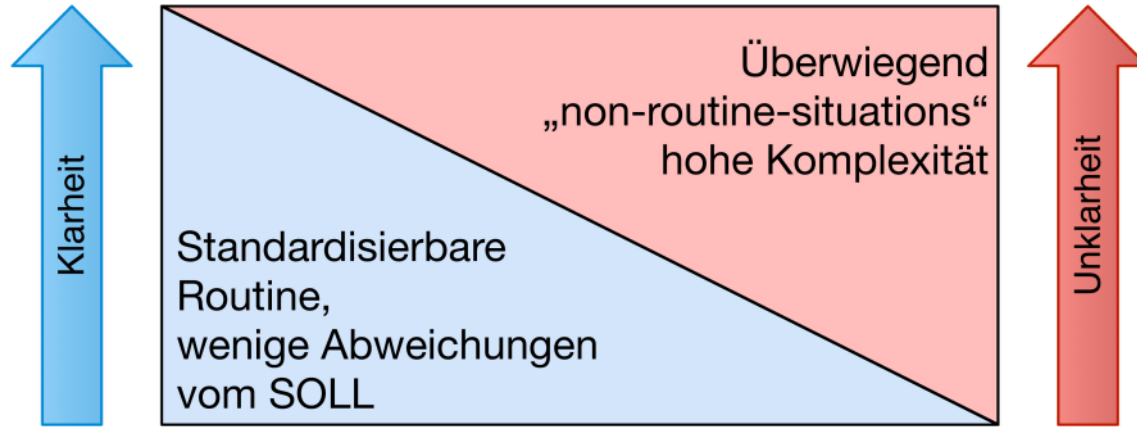 Klarheit
Überwiegend
„non-routine-situations“
hohe Komplexität
Standardisierbare
Routine,
wenige Abweichungen
vom SOLL
Unklarheit